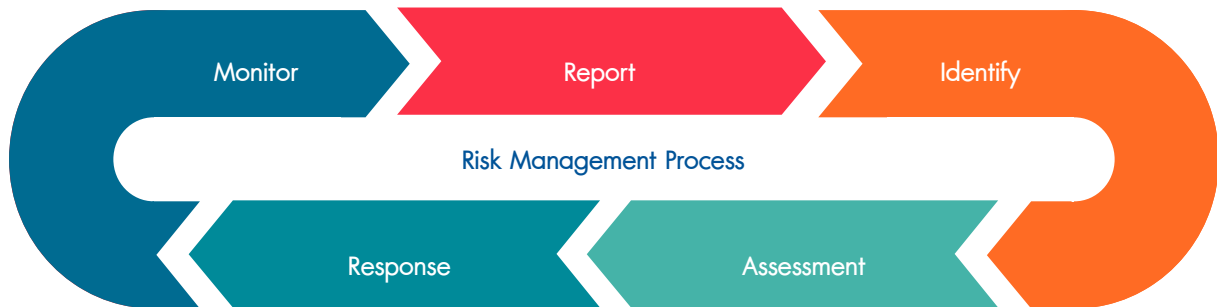 Monitor
Report
Identify
Risk Management Process
Response
Assessment